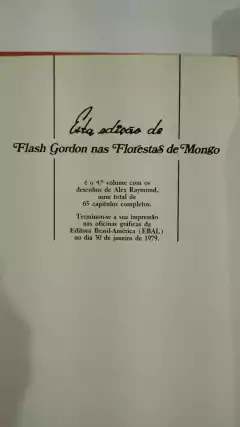 Esta edição de
Flash Gordon nas Florestas de Mongo
é o 4.º volume com os
desenhos de Alex Raymond,
num total de
65 capítulos completos.
Terminou-se a sua impressão
nas oficinas gráficas da
Editora Brasil-América (EBAL)
no dia 30 de janeiro de 1979.